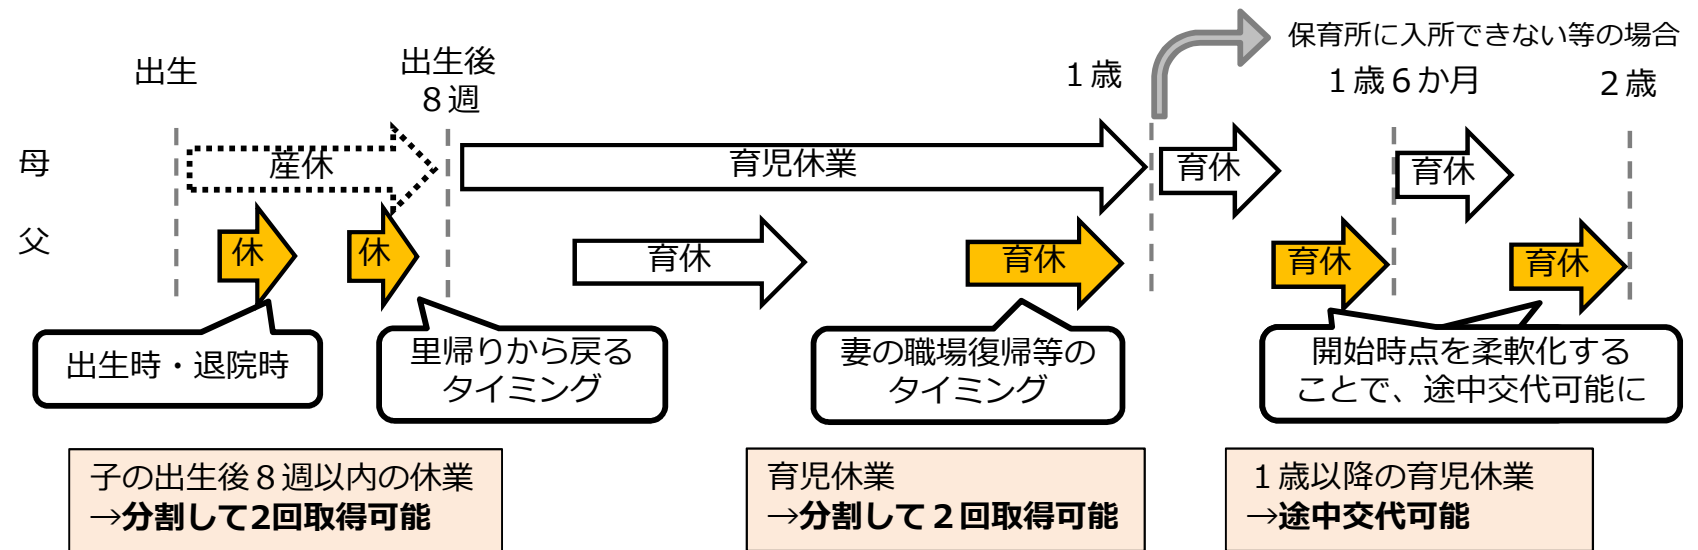 保育所に入所できない等の場合
出生
出生後
８週
１歳
１歳６か月
２歳
母
産休
育児休業
育休
育休
父
休
休
育休
育休
育休
育休
出生時・退院時
里帰りから戻る
タイミング
妻の職場復帰等の
タイミング
開始時点を柔軟化する
ことで、途中交代可能に
子の出生後８週以内の休業
→分割して2回取得可能
育児休業
→分割して２回取得可能
１歳以降の育児休業
→途中交代可能